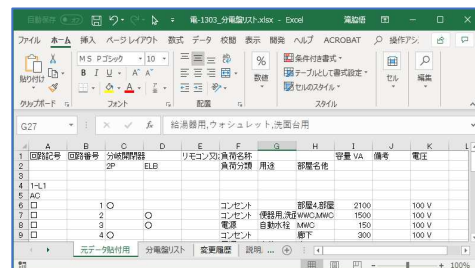 自動保存 電-1303_分電盤リスト.xlsx - Excel
ファイル ホーム 挿入 ページレイアウト 数式 データ 校閲 表示 開発 ヘルプ ACROBAT 操作アシ
貼り付け
MS Pゴシック 10
B I U A A
% 数値
条件付き書式
テーブルとして書式設定
セルのスタイル
セル
編集
クリップボード フォント 配置 スタイル
G27 fx 給湯器用,ウォシュレット,洗面台用
A B C D E F G H I J K
1 回路記号 回路番号 分岐開閉器 リモコン 負荷名称 容量 VA 備考 電圧
2 2P ELB 負荷分類 用途 部屋名他
3
4 1-L1
5 AC
6 口 1 〇 コンセント 部屋4,部屋 2100 100 V
7 口 2 〇 コンセント 便器用,洗 WWC,MWC 1500 100 V
8 口 3 〇 電源 自動水栓 MWC 150 100 V
9 口 4 〇 コンセント 廊下 300 100 V
元データ貼付用 分電盤リスト 変更履歴 説明 ...
100%